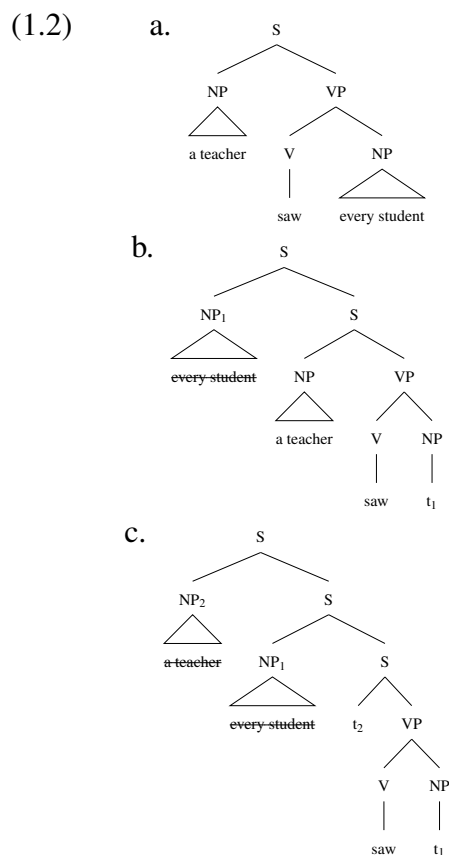 (1.2) a.
S
NP VP
a teacher V NP
saw every student
b.
S
NP₁ S
every student NP VP
a teacher V NP
saw t₁
c.
S
NP₂ S
a teacher NP₁ S
every student t₂ VP
V NP
saw t₁